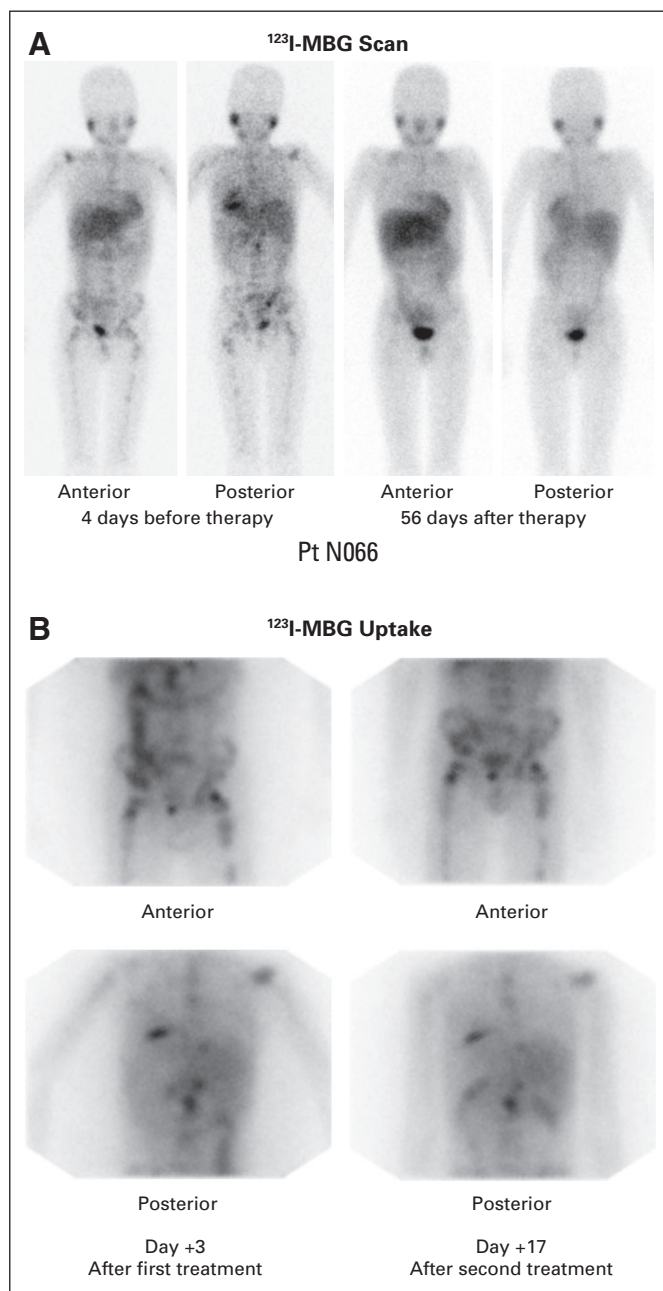 A
¹²³I-MBG Scan
Anterior Posterior Anterior Posterior
4 days before therapy 56 days after therapy
Pt N066
B
¹²³I-MBG Uptake
Anterior Anterior
Posterior Posterior
Day +3 Day +17
After first treatment After second treatment